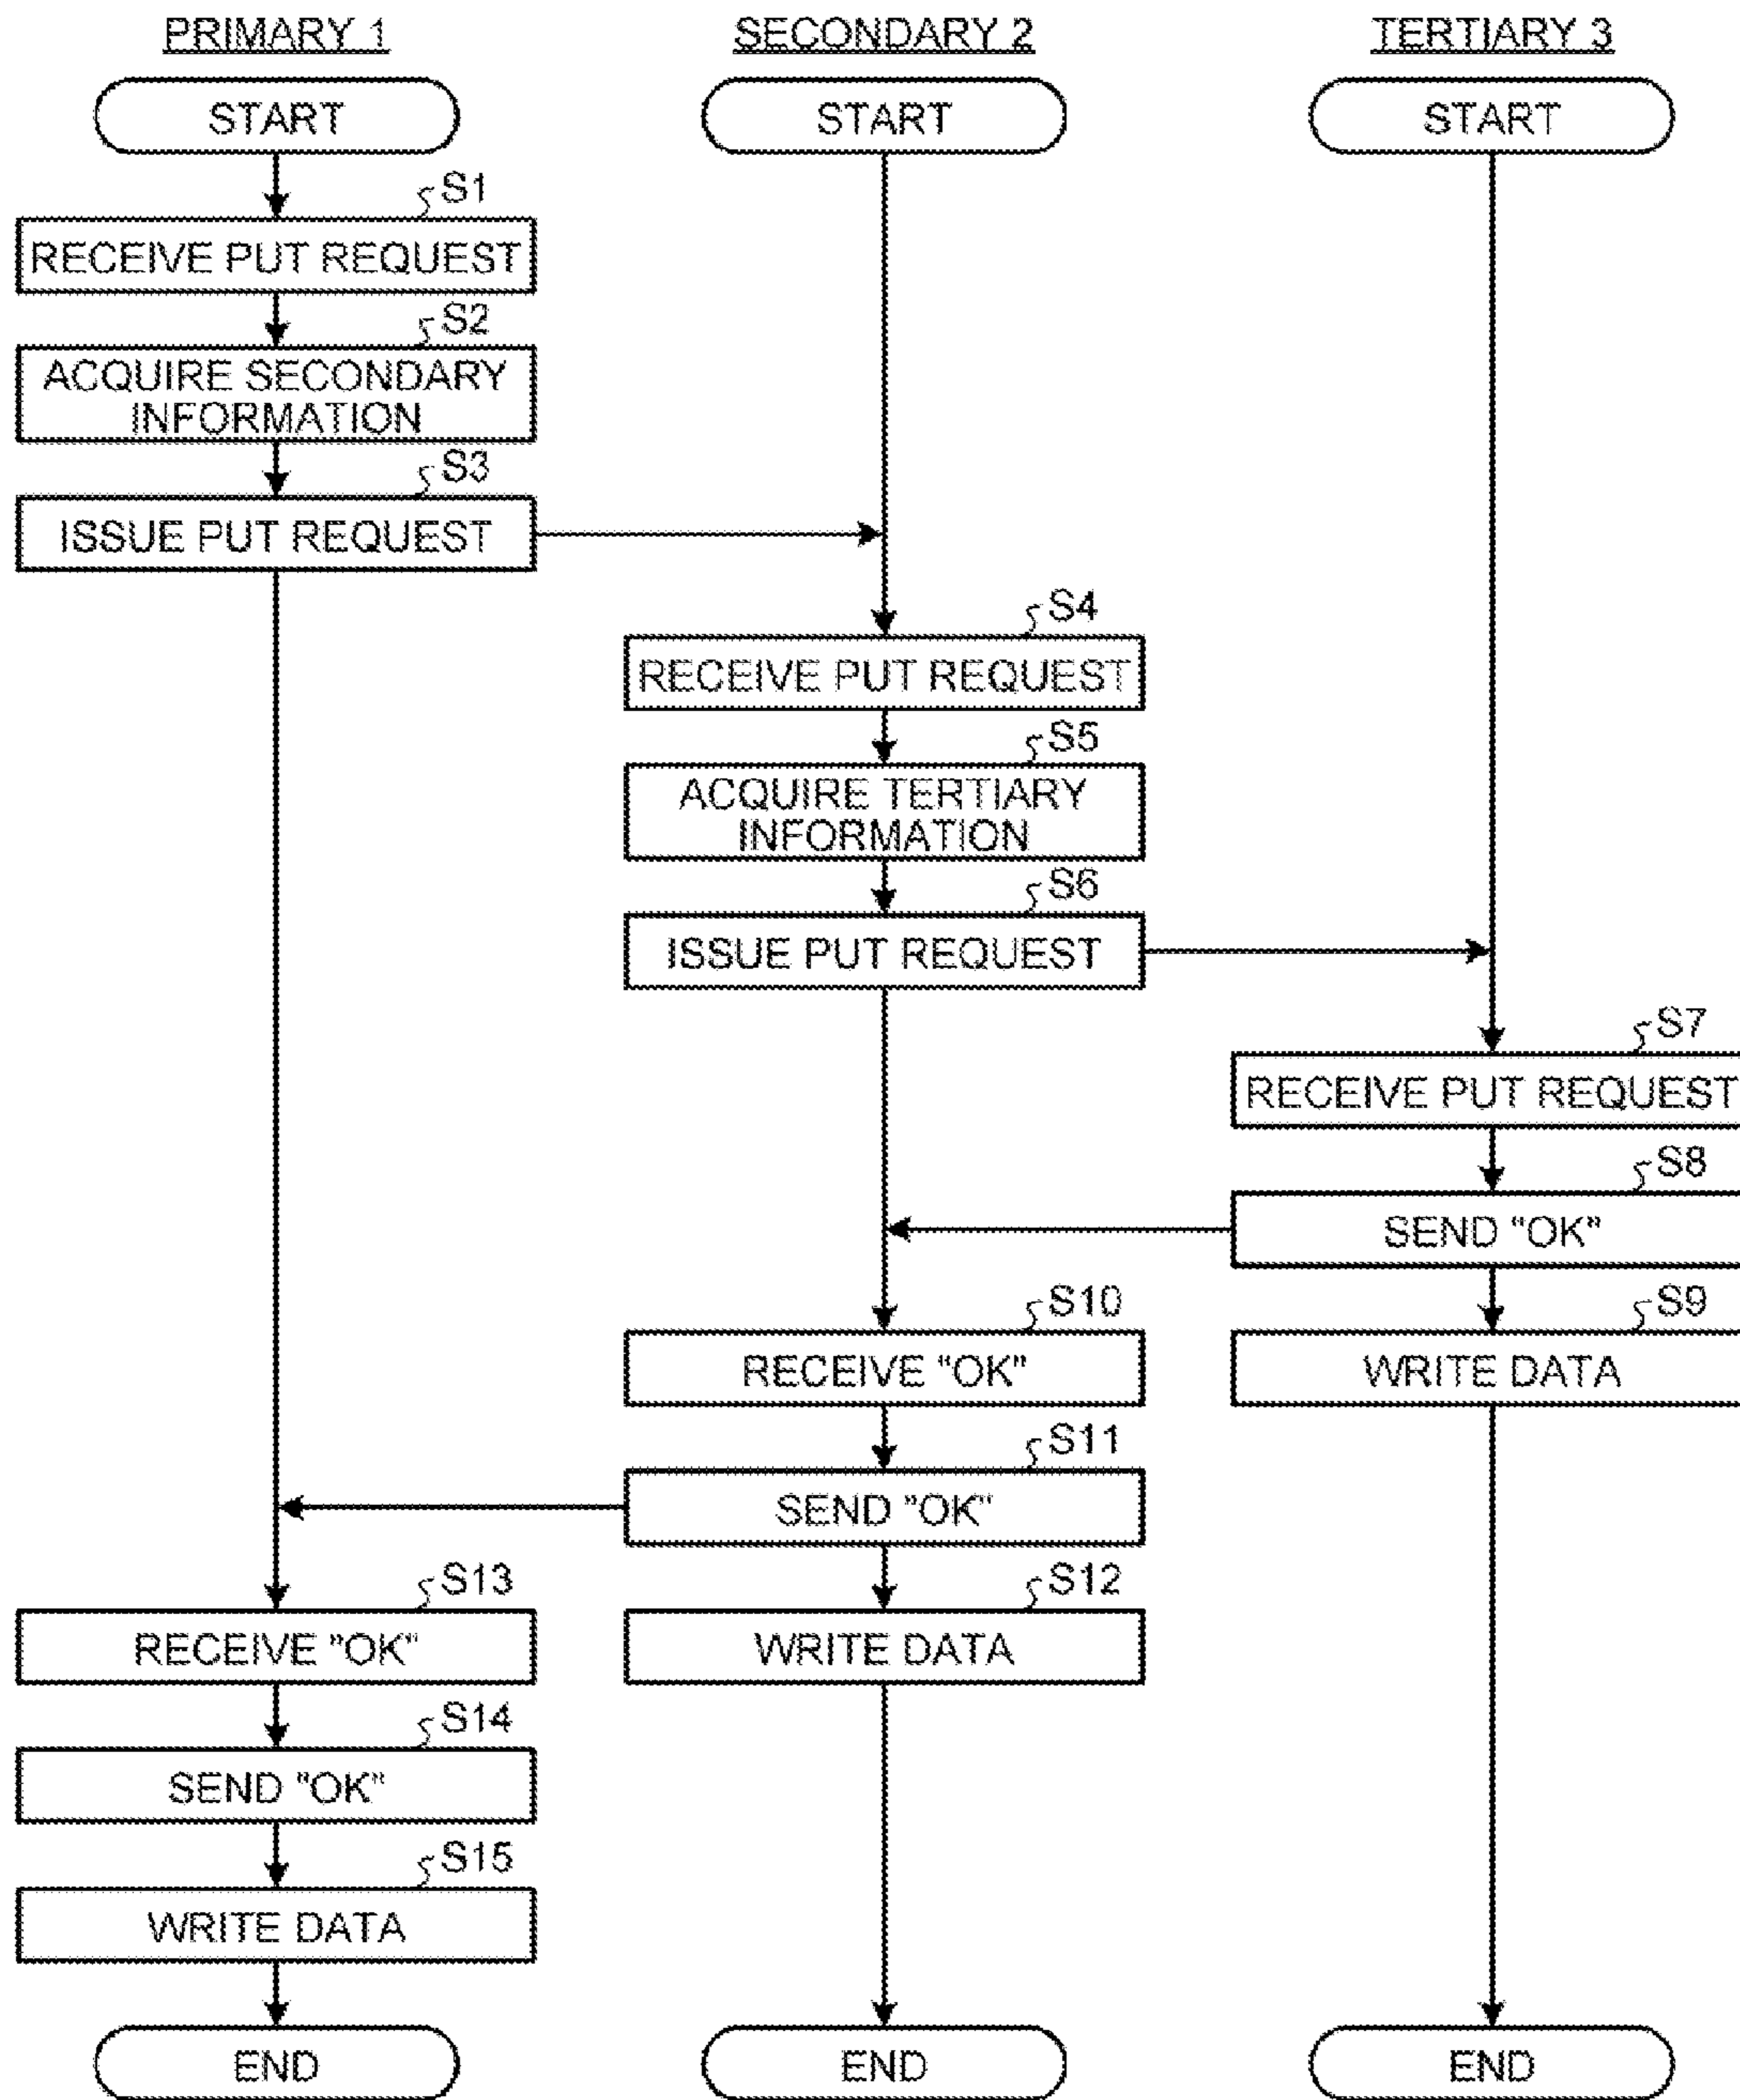 PRIMARY 1
SECONDARY 2
TERTIARY 3
START
START
START
S1
RECEIVE PUT REQUEST
S2
ACQUIRE SECONDARY
INFORMATION
S3
ISSUE PUT REQUEST
S4
RECEIVE PUT REQUEST
S5
ACQUIRE TERTIARY
INFORMATION
S6
ISSUE PUT REQUEST
S7
RECEIVE PUT REQUEST
S8
SEND "OK"
S10
RECEIVE "OK"
S9
WRITE DATA
S11
SEND "OK"
S13
RECEIVE "OK"
S12
WRITE DATA
S14
SEND "OK"
S15
WRITE DATA
END
END
END